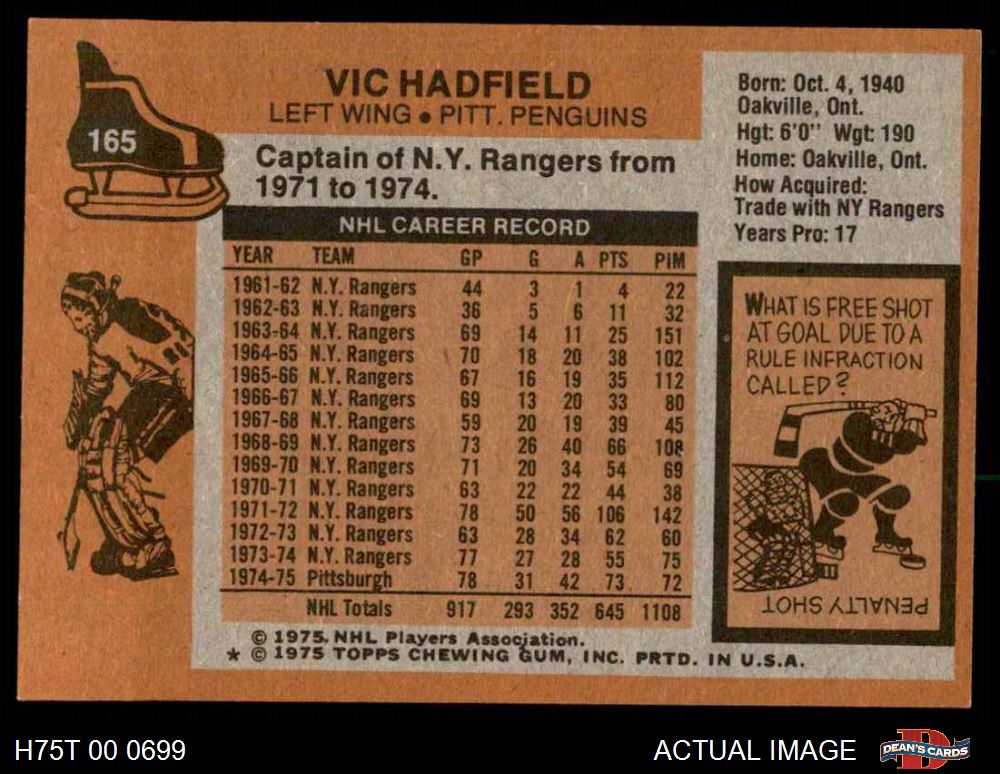 165
VIC HADFIELD
LEFT WING • PITT. PENGUINS
Captain of N.Y. Rangers from
1971 to 1974.
NHL CAREER RECORD
YEAR TEAM GP G A PTS PIM
1961-62 N.Y. Rangers 44 3 1 4 22
1962-63 N.Y. Rangers 36 5 6 11 32
1963-64 N.Y. Rangers 69 14 11 25 151
1964-65 N.Y. Rangers 70 18 20 38 102
1965-66 N.Y. Rangers 67 16 19 35 112
1966-67 N.Y. Rangers 69 13 20 33 80
1967-68 N.Y. Rangers 59 20 19 39 45
1968-69 N.Y. Rangers 73 26 40 66 108
1969-70 N.Y. Rangers 71 20 34 54 69
1970-71 N.Y. Rangers 63 22 22 44 38
1971-72 N.Y. Rangers 78 50 56 106 142
1972-73 N.Y. Rangers 63 28 34 62 60
1973-74 N.Y. Rangers 77 27 28 55 75
1974-75 Pittsburgh 78 31 42 73 72
NHL Totals 917 293 352 645 1108
© 1975 NHL Players Association.
* © 1975 TOPPS CHEWING GUM, INC. PRTD. IN U.S.A.
Born: Oct. 4, 1940
Oakville, Ont.
Hgt: 6'0" Wgt: 190
Home: Oakville, Ont.
How Acquired:
Trade with NY Rangers
Years Pro: 17
WHAT IS FREE SHOT
AT GOAL DUE TO A
RULE INFRACTION
CALLED?
PENALTY SHOT
H75T 00 0699
ACTUAL IMAGE
DEAN'S CARDS